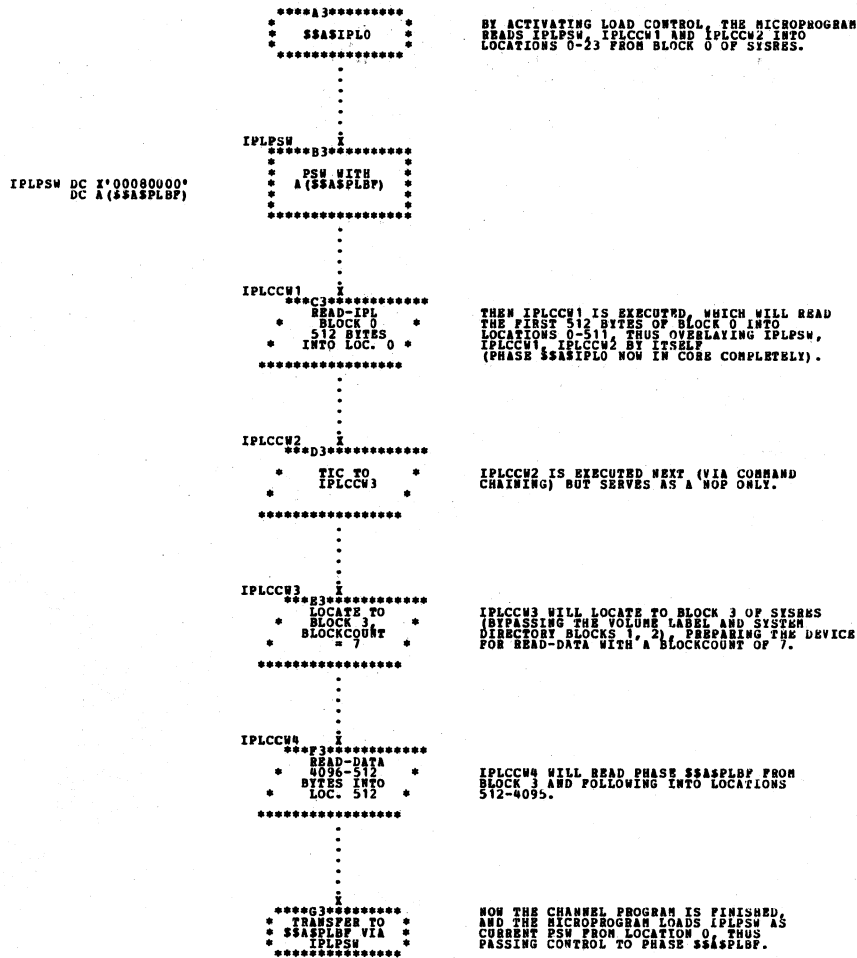 ****A3*********
* $$A$IPL0 *
BY ACTIVATING LOAD CONTROL, THE MICROPROGRAM
READS IPLPSW, IPLCCW1 AND IPLCCW2 INTO
LOCATIONS 0-23 FROM BLOCK 0 OF SYSRES.
IPLPSW X
*****B3**********
* PSW WITH *
* A($$A$PLBF) *
IPLPSW DC X'00080000'
DC A($$A$PLBF)
IPLCCW1 X
***C3************
READ-IPL
* BLOCK 0 *
512 BYTES
* INTO LOC. 0 *
THEN IPLCCW1 IS EXECUTED, WHICH WILL READ
THE FIRST 512 BYTES OF BLOCK 0 INTO
LOCATIONS 0-511, THUS OVERLAYING IPLPSW,
IPLCCW1, IPLCCW2 BY ITSELF
(PHASE $$A$IPL0 NOW IN CORE COMPLETELY).
IPLCCW2 X
***D3************
* TIC TO *
IPLCCW3
IPLCCW2 IS EXECUTED NEXT (VIA COMMAND
CHAINING) BUT SERVES AS A NOP ONLY.
IPLCCW3 X
***E3************
LOCATE TO
* BLOCK 3, *
BLOCKCOUNT
* = 7 *
IPLCCW3 WILL LOCATE TO BLOCK 3 OF SYSRES
(BYPASSING THE VOLUME LABEL AND SYSTEM
DIRECTORY BLOCKS 1, 2), PREPARING THE DEVICE
FOR READ-DATA WITH A BLOCKCOUNT OF 7.
IPLCCW4 X
***F3************
READ-DATA
* 4096-512 *
BYTES INTO
* LOC. 512 *
IPLCCW4 WILL READ PHASE $$A$PLBF FROM
BLOCK 3 AND FOLLOWING INTO LOCATIONS
512-4095.
X
****G3*********
* TRANSFER TO *
* $$A$PLBF VIA *
* IPLPSW *
NOW THE CHANNEL PROGRAM IS FINISHED,
AND THE MICROPROGRAM LOADS IPLPSW AS
CURRENT PSW FROM LOCATION 0, THUS
PASSING CONTROL TO PHASE $$A$PLBF.